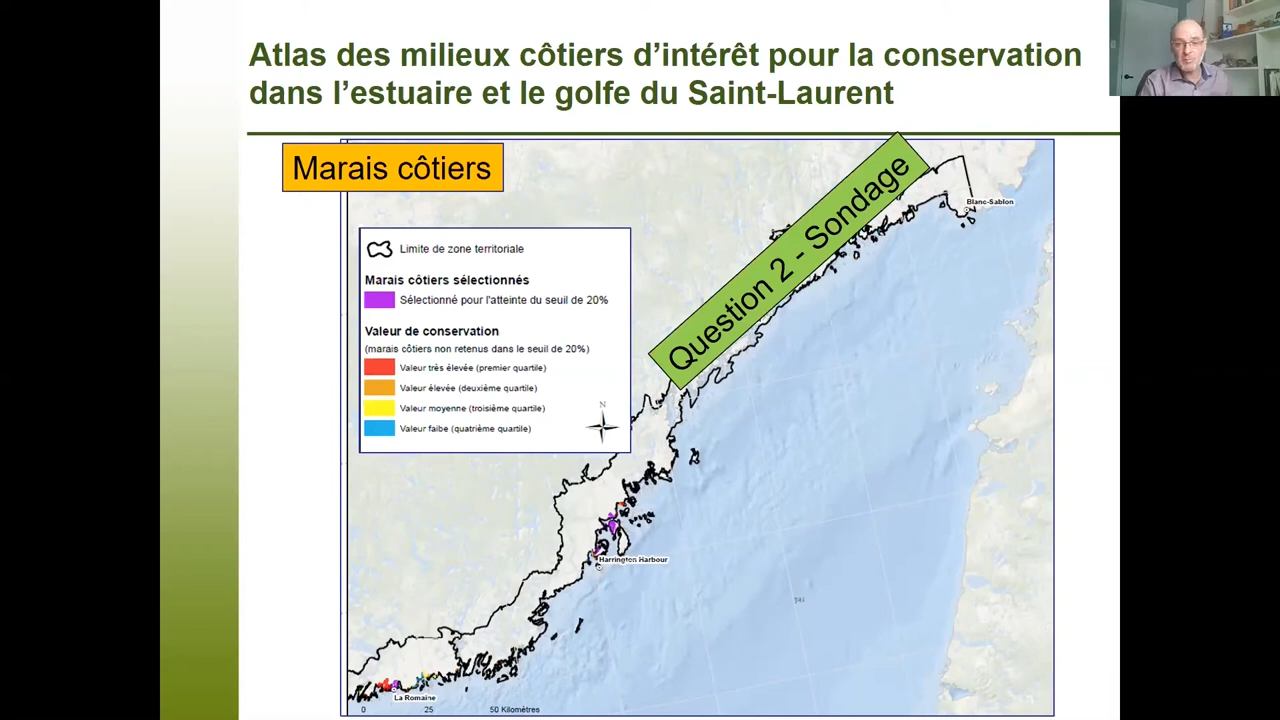 Atlas des milieux côtiers d'intérêt pour la conservation
dans l'estuaire et le golfe du Saint-Laurent
Marais côtiers
Question 2 - Sondage
Blanc-Sablon
Limite de zone territoriale
Marais côtiers sélectionnés
Sélectionné pour l'atteinte du seuil de 20%
Valeur de conservation
(marais côtiers non retenus dans le seuil de 20%)
Valeur très élevée (premier quartile)
Valeur élevée (deuxième quartile)
Valeur moyenne (troisième quartile)
Valeur faibe (quatrième quartile)
N
Harrington Harbour
La Romaine
0 25 50 Kilomètres